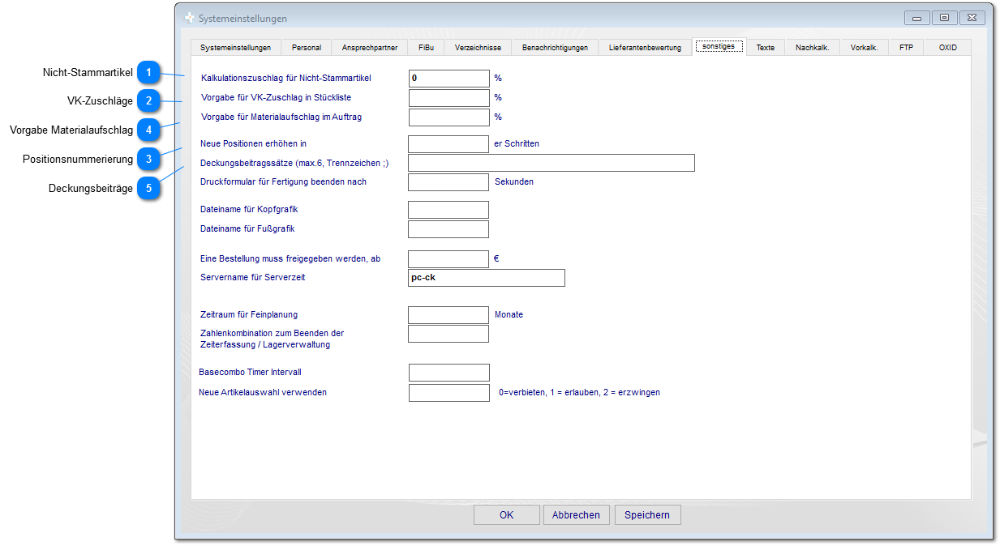 Systemeinstellungen
Systemeinstellungen Personal Ansprechpartner FiBu Verzeichnisse Benachrichtigungen Lieferantenbewertung sonstiges Texte Nachkalk. Vorkalk. FTP OXID
Nicht-Stammartikel 1
VK-Zuschläge 2
Vorgabe Materialaufschlag 4
Positionsnummerierung 3
Deckungsbeiträge 5
Kalkulationszuschlag für Nicht-Stammartikel 0 %
Vorgabe für VK-Zuschlag in Stückliste %
Vorgabe für Materialaufschlag im Auftrag %
Neue Positionen erhöhen in er Schritten
Deckungsbeitragssätze (max.6, Trennzeichen ;)
Druckformular für Fertigung beenden nach Sekunden
Dateiname für Kopfgrafik
Dateiname für Fußgrafik
Eine Bestellung muss freigegeben werden, ab €
Servername für Serverzeit pc-ck
Zeitraum für Feinplanung Monate
Zahlenkombination zum Beenden der
Zeiterfassung / Lagerverwaltung
Basecombo Timer Intervall
Neue Artikelauswahl verwenden 0=verbieten, 1 = erlauben, 2 = erzwingen
OK Abbrechen Speichern